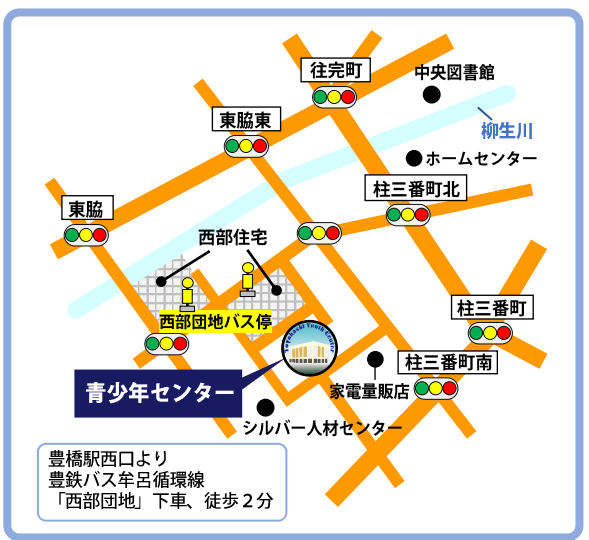 往完町
中央図書館
東脇東
柳生川
ホームセンター
柱三番町北
東脇
西部住宅
柱三番町
西部団地バス停
Toyohashi Youth Centre
柱三番町南
青少年センター
家電量販店
シルバー人材センター
豊橋駅西口より
豊鉄バス牟呂循環線
「西部団地」下車、徒歩２分